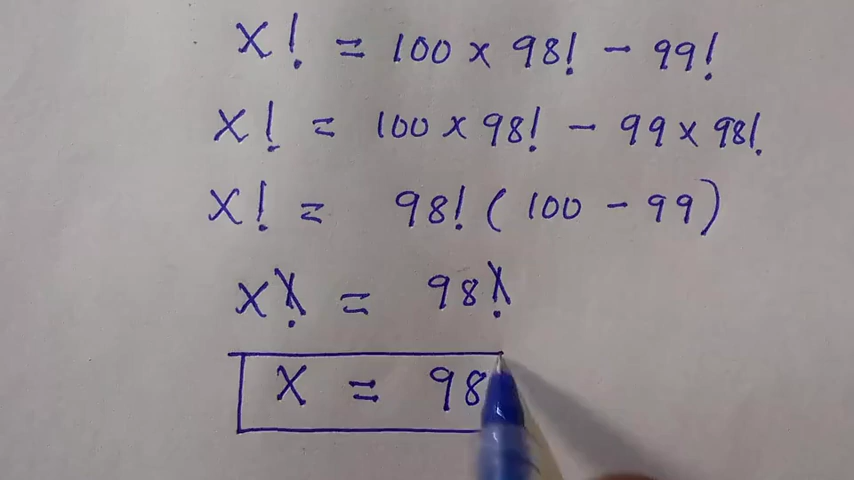 x! = 100 x 98! - 99!
x! = 100 x 98! - 99 x 98!
x! = 98! (100 - 99)
x! = 98!
x = 98